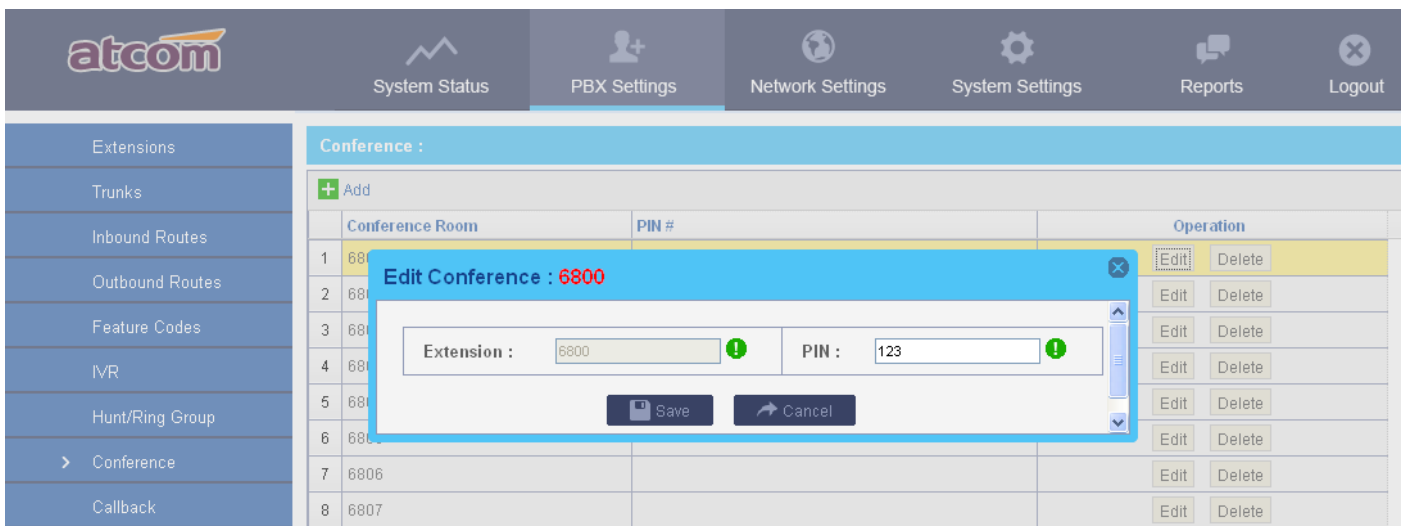 atcom
System Status PBX Settings Network Settings System Settings Reports Logout
Extensions
Trunks
Inbound Routes
Outbound Routes
Feature Codes
IVR
Hunt/Ring Group
> Conference
Callback
Conference :
Add
Conference Room PIN # Operation
1 Edit Delete
2 Edit Delete
3 Edit Delete
4 Edit Delete
5 Edit Delete
6 Edit Delete
7 6806 Edit Delete
8 6807 Edit Delete
Edit Conference : 6800
Extension : 6800 PIN : 123
Save Cancel